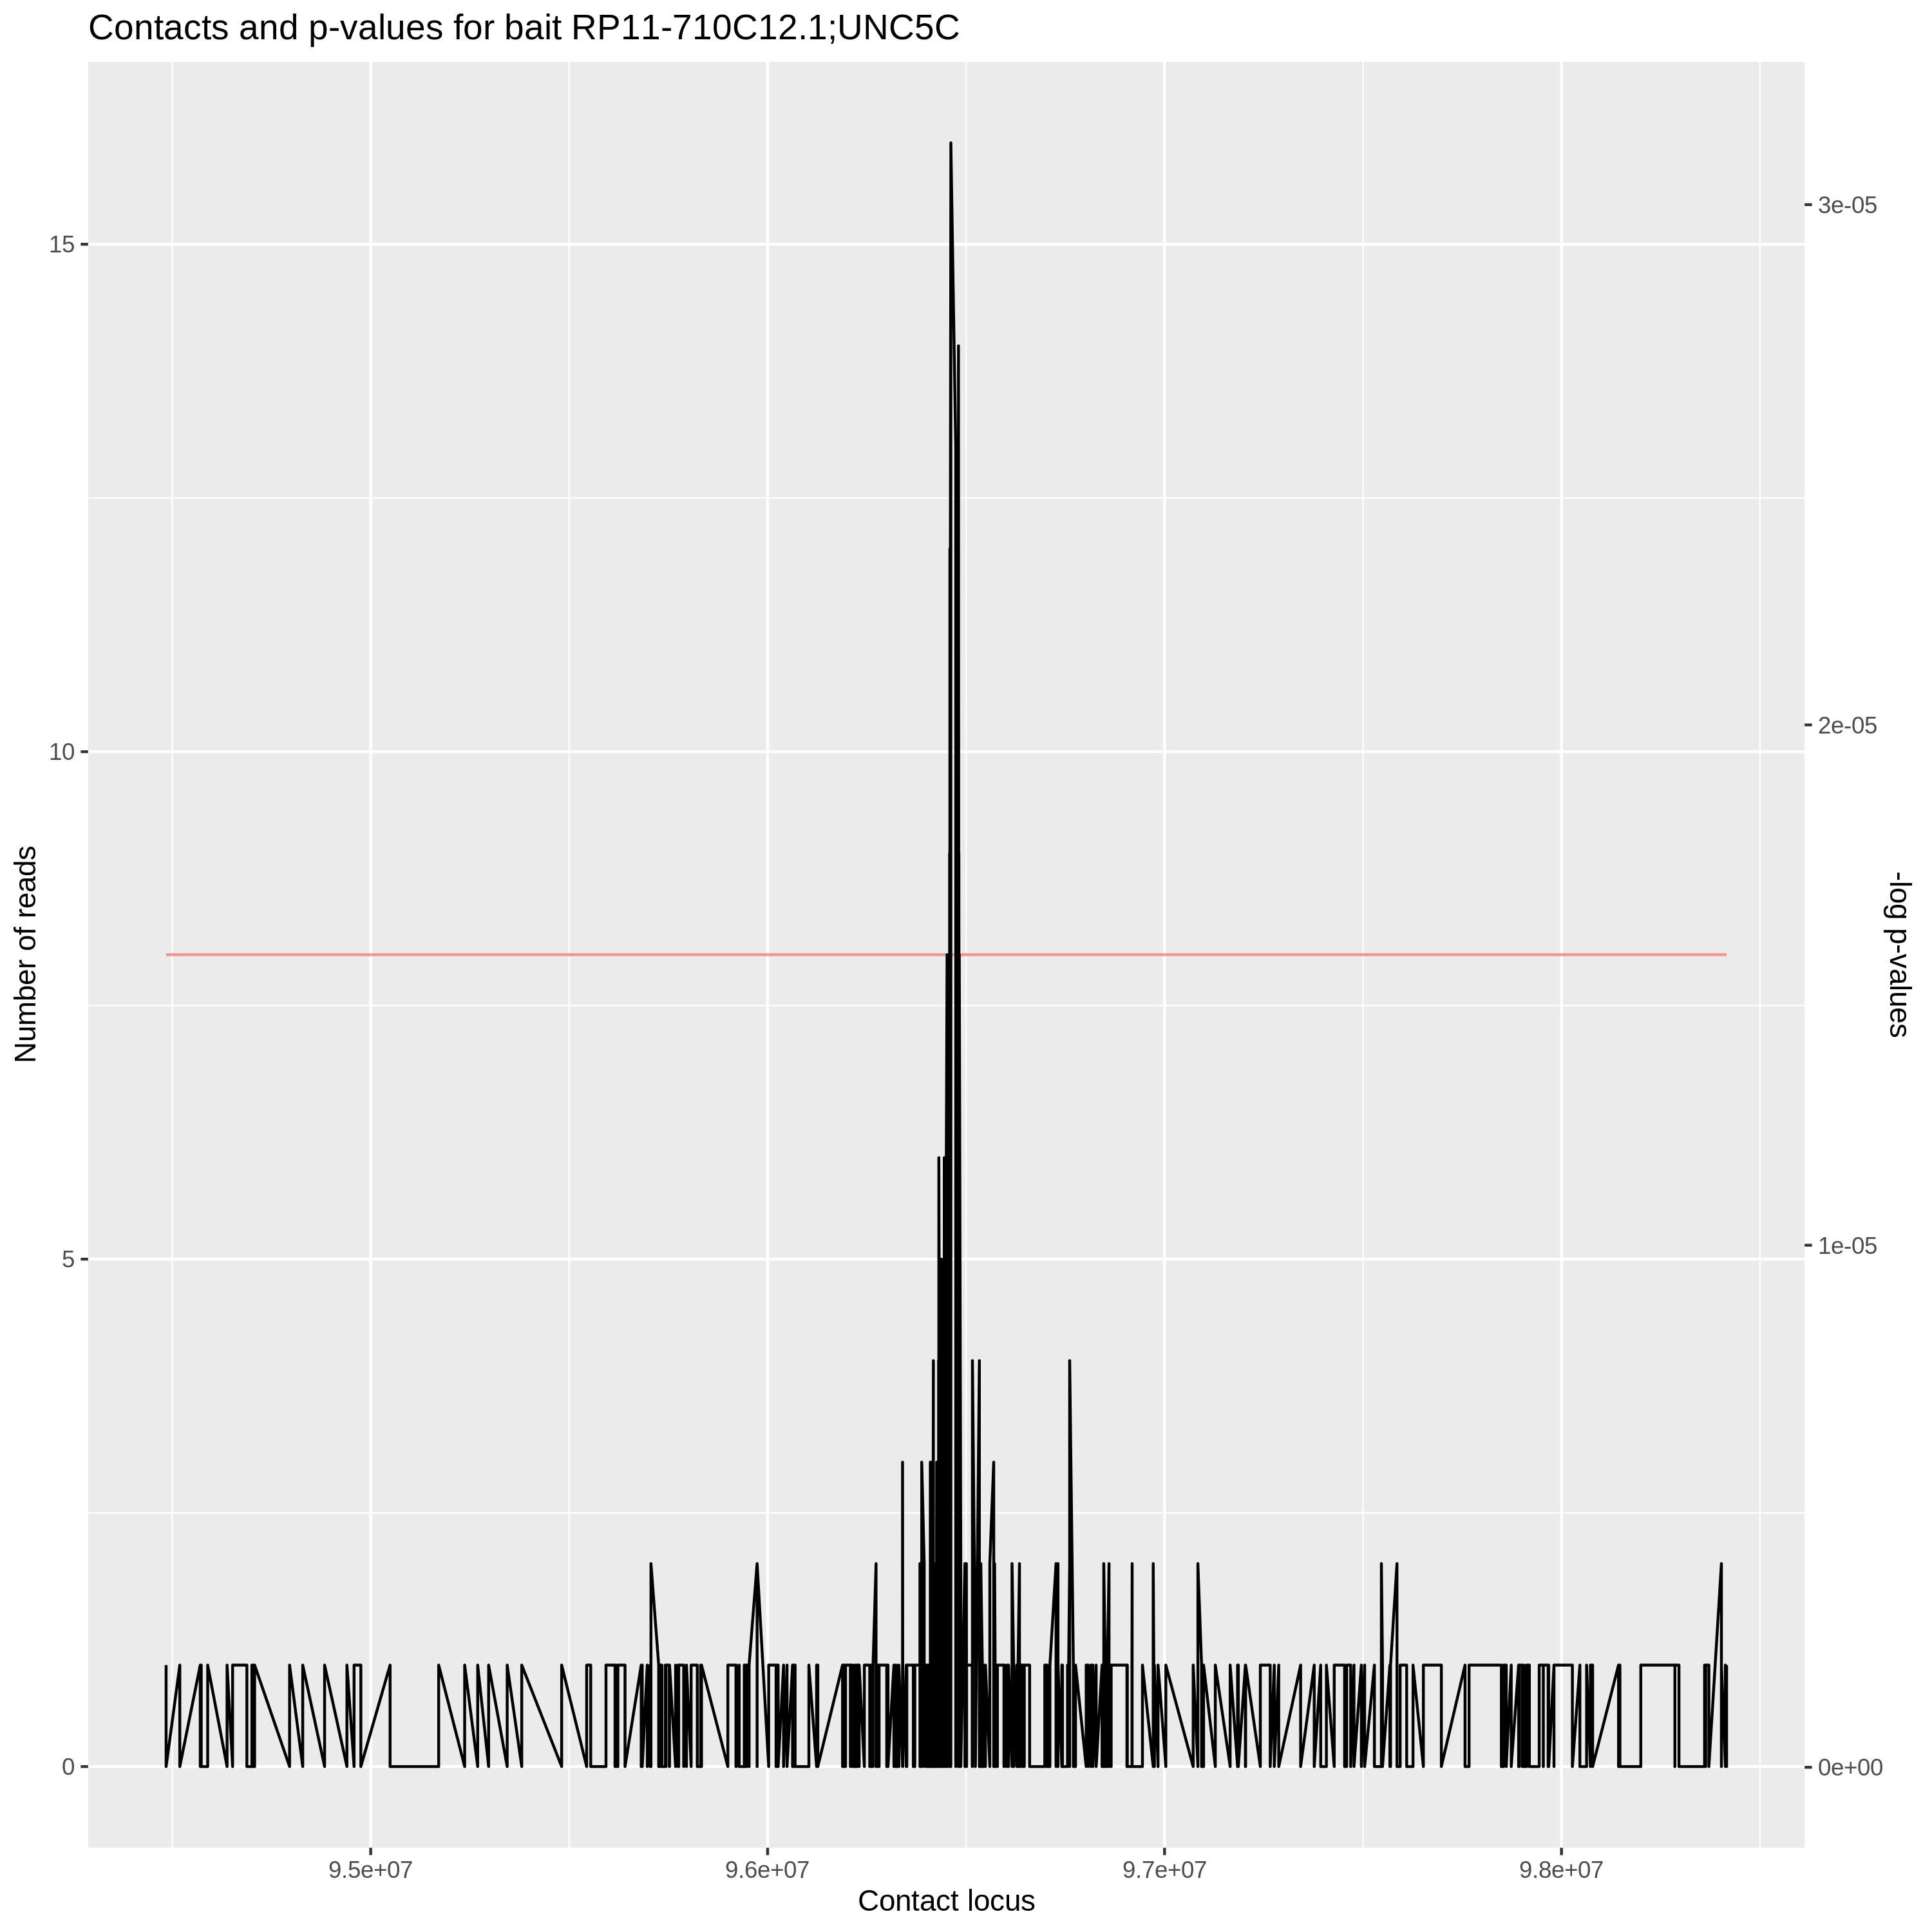 Contacts and p-values for bait RP11-710C12.1;UNC5C
15
10
5
0
Number of reads
3e-05
2e-05
1e-05
0e+00
-log p-values
9.5e+07
9.6e+07
9.7e+07
9.8e+07
Contact locus